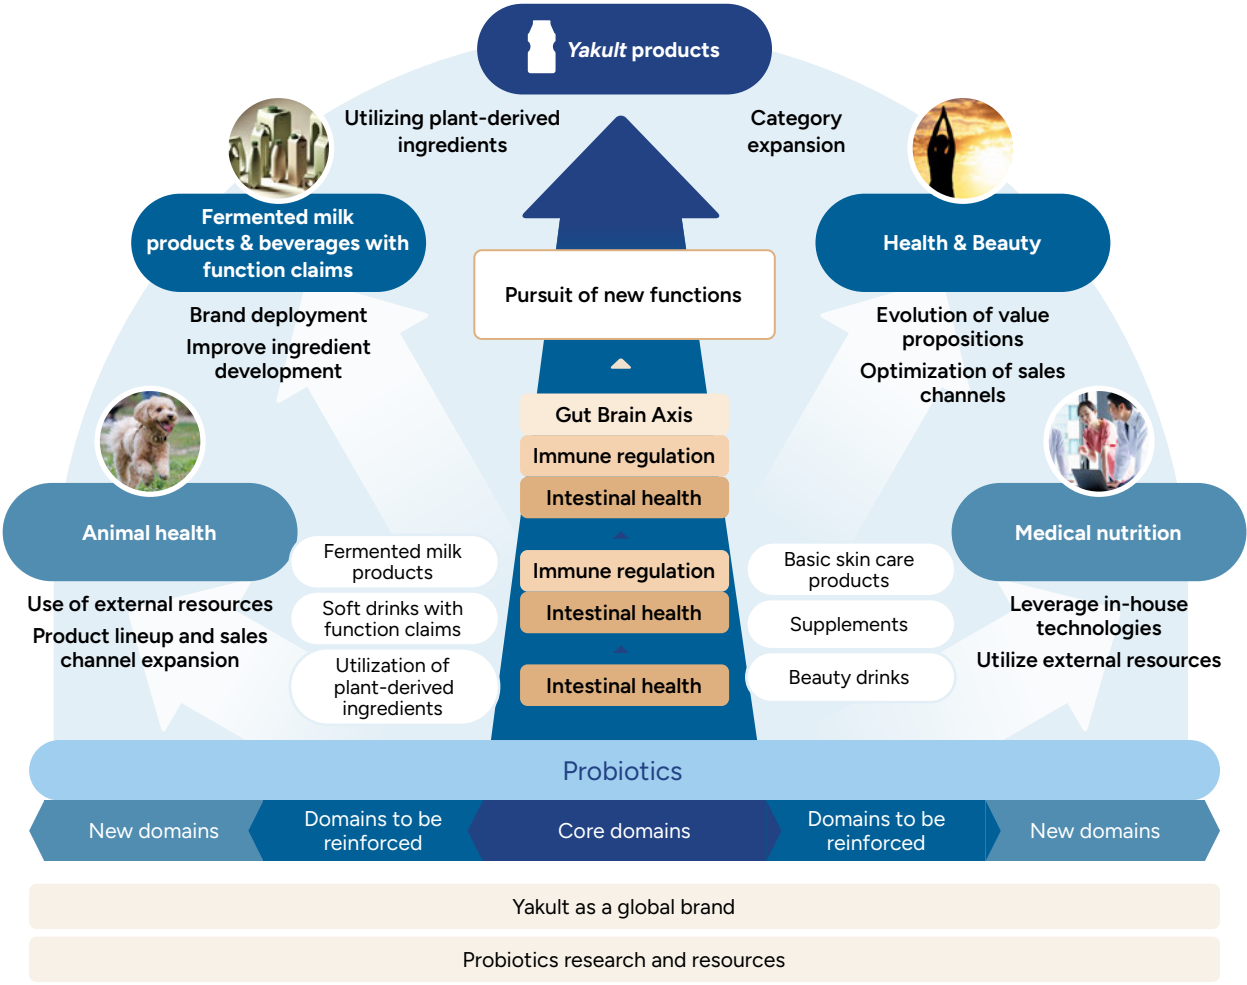 Yakult products
Utilizing plant-derived
ingredients
Category
expansion
Fermented milk
products & beverages with
function claims
Health & Beauty
Pursuit of new functions
Brand deployment
Improve ingredient
development
Evolution of value
propositions
Optimization of sales
channels
Gut Brain Axis
Immune regulation
Intestinal health
Immune regulation
Intestinal health
Intestinal health
Animal health
Use of external resources
Product lineup and sales
channel expansion
Fermented milk
products
Soft drinks with
function claims
Utilization of
plant-derived
ingredients
Basic skin care
products
Supplements
Beauty drinks
Medical nutrition
Leverage in-house
technologies
Utilize external resources
Probiotics
New domains
Domains to be
reinforced
Core domains
Domains to be
reinforced
New domains
Yakult as a global brand
Probiotics research and resources